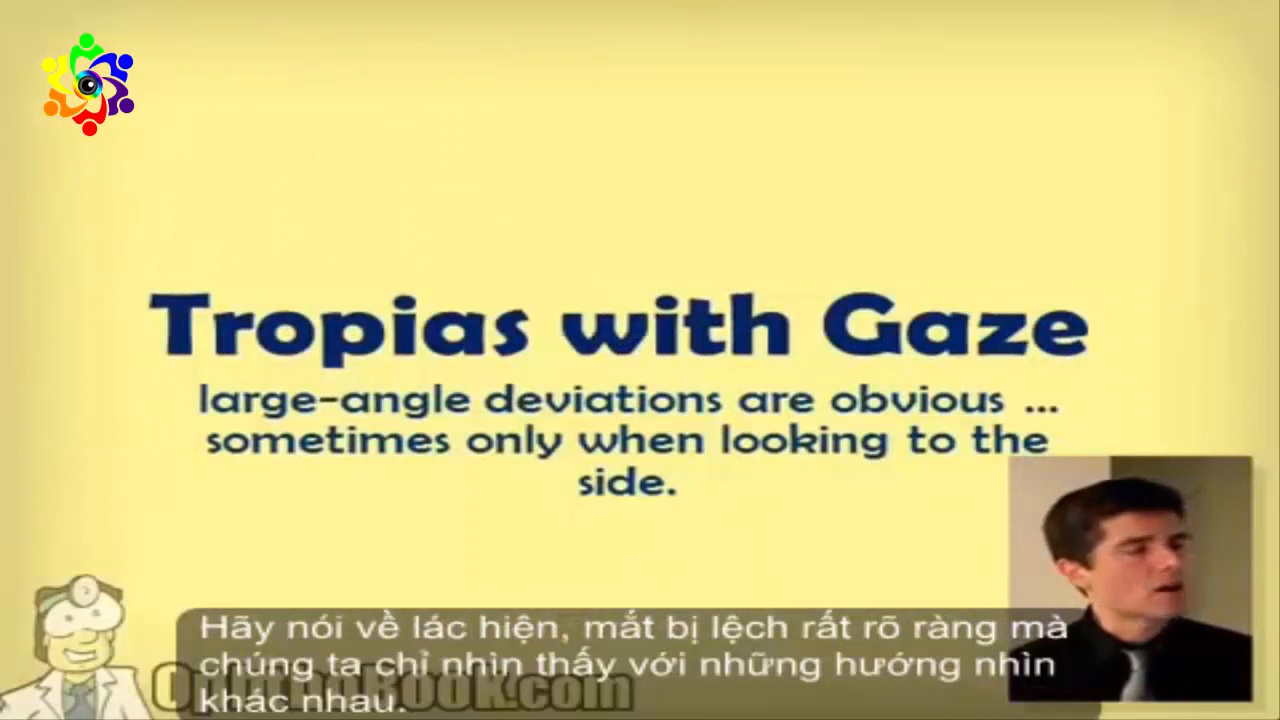 Tropias with Gaze
large-angle deviations are obvious ...
sometimes only when looking to the
side.
Hãy nói về lác hiện, mắt bị lệch rất rõ ràng mà
chúng ta chỉ nhìn thấy với những hướng nhìn
khác nhau.